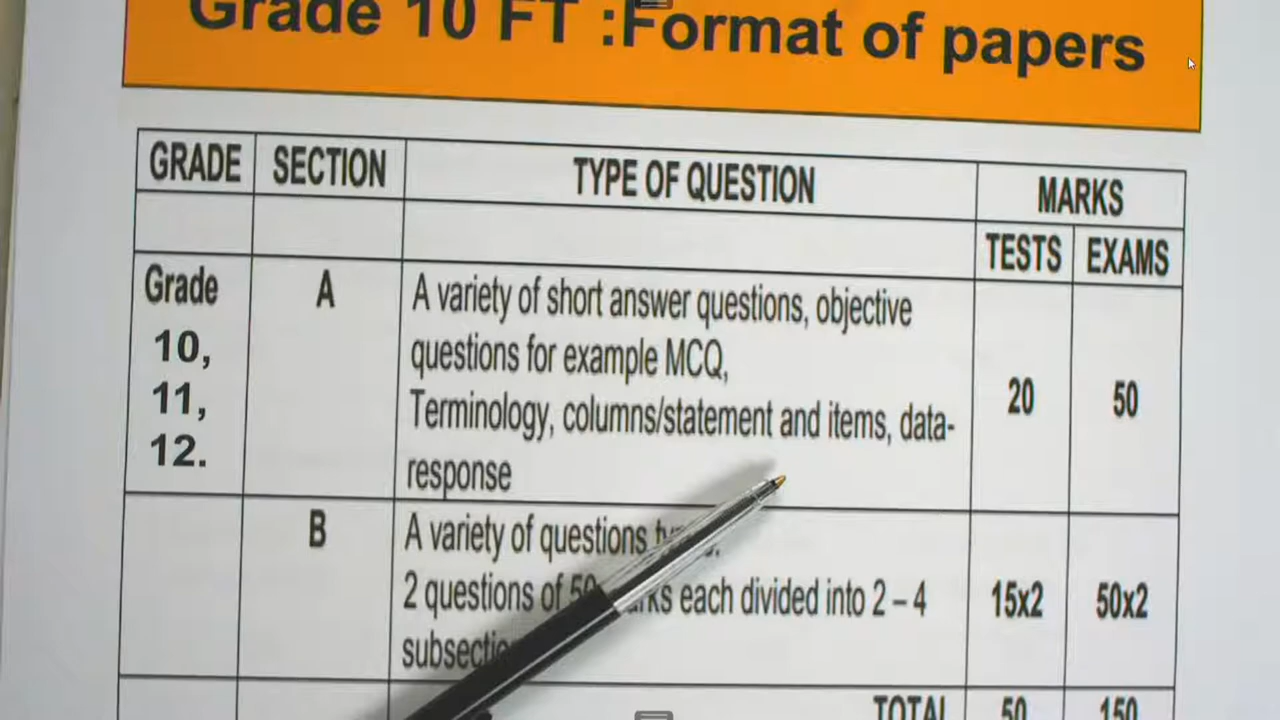 Grade 10 FT :Format of papers
GRADE SECTION TYPE OF QUESTION MARKS
TESTS EXAMS
Grade A A variety of short answer questions, objective
10, questions for example MCQ,
11, Terminology, columns/statement and items, data- 20 50
12. response
B A variety of questions
2 questions of 50 each divided into 2 – 4 15x2 50x2
TOTAL 50 150